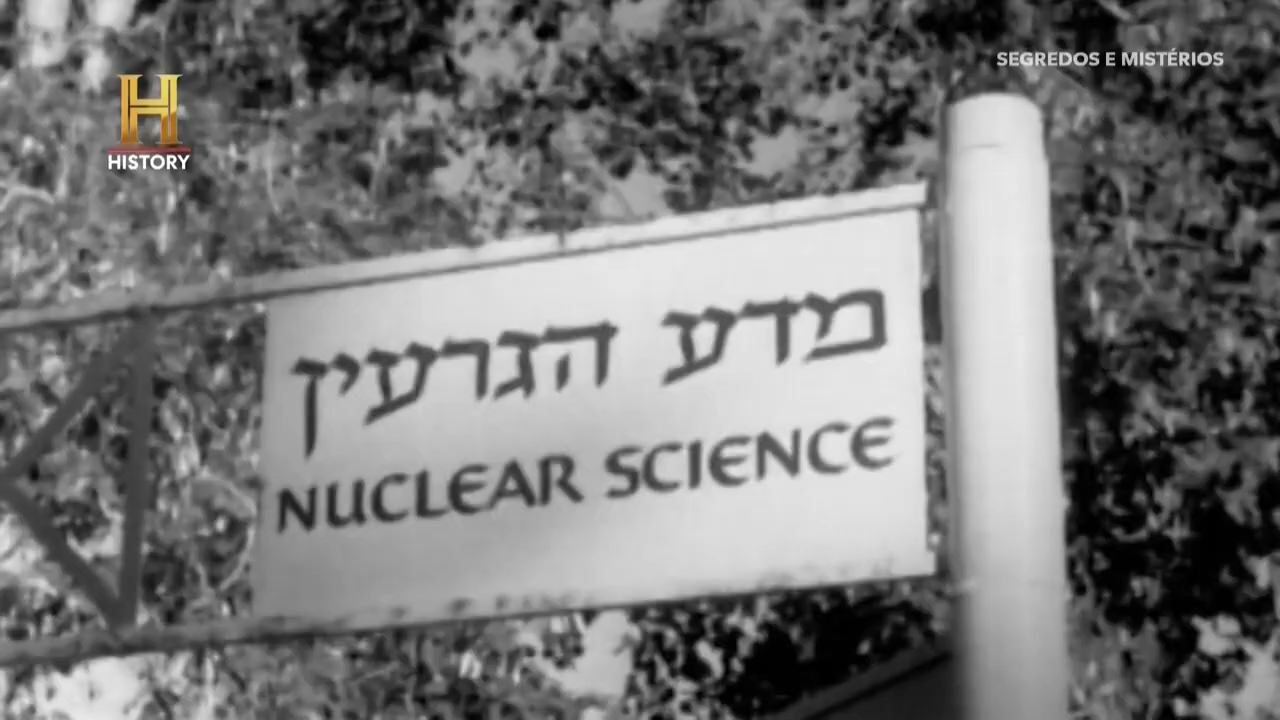 SEGREDOS E MISTÉRIOS
H
HISTORY
מדע הגרעין
NUCLEAR SCIENCE